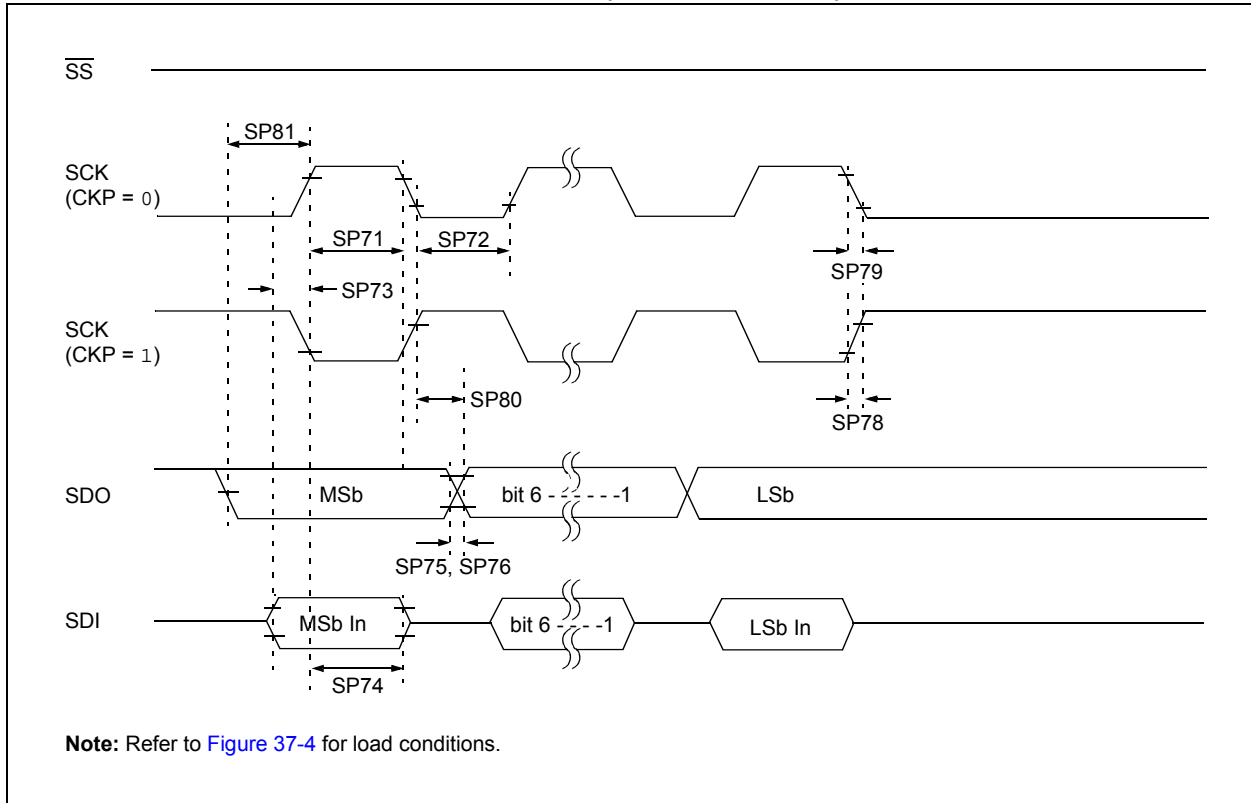 SS
SP81
SCK
(CKP = 0)
SP71
SP72
SP79
SP73
SCK
(CKP = 1)
SP80
SP78
SDO
MSb
bit 6 - - - - - -1
LSb
SP75, SP76
SDI
MSb In
bit 6 - - - -1
LSb In
SP74
Note: Refer to Figure 37-4 for load conditions.